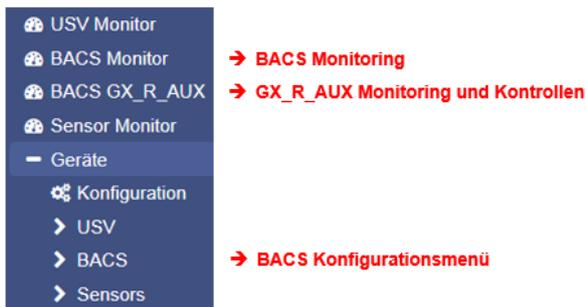 USV Monitor
BACS Monitor → BACS Monitoring
BACS GX_R_AUX → GX_R_AUX Monitoring und Kontrollen
Sensor Monitor
Geräte
Konfiguration
USV
BACS → BACS Konfigurationsmenü
Sensors